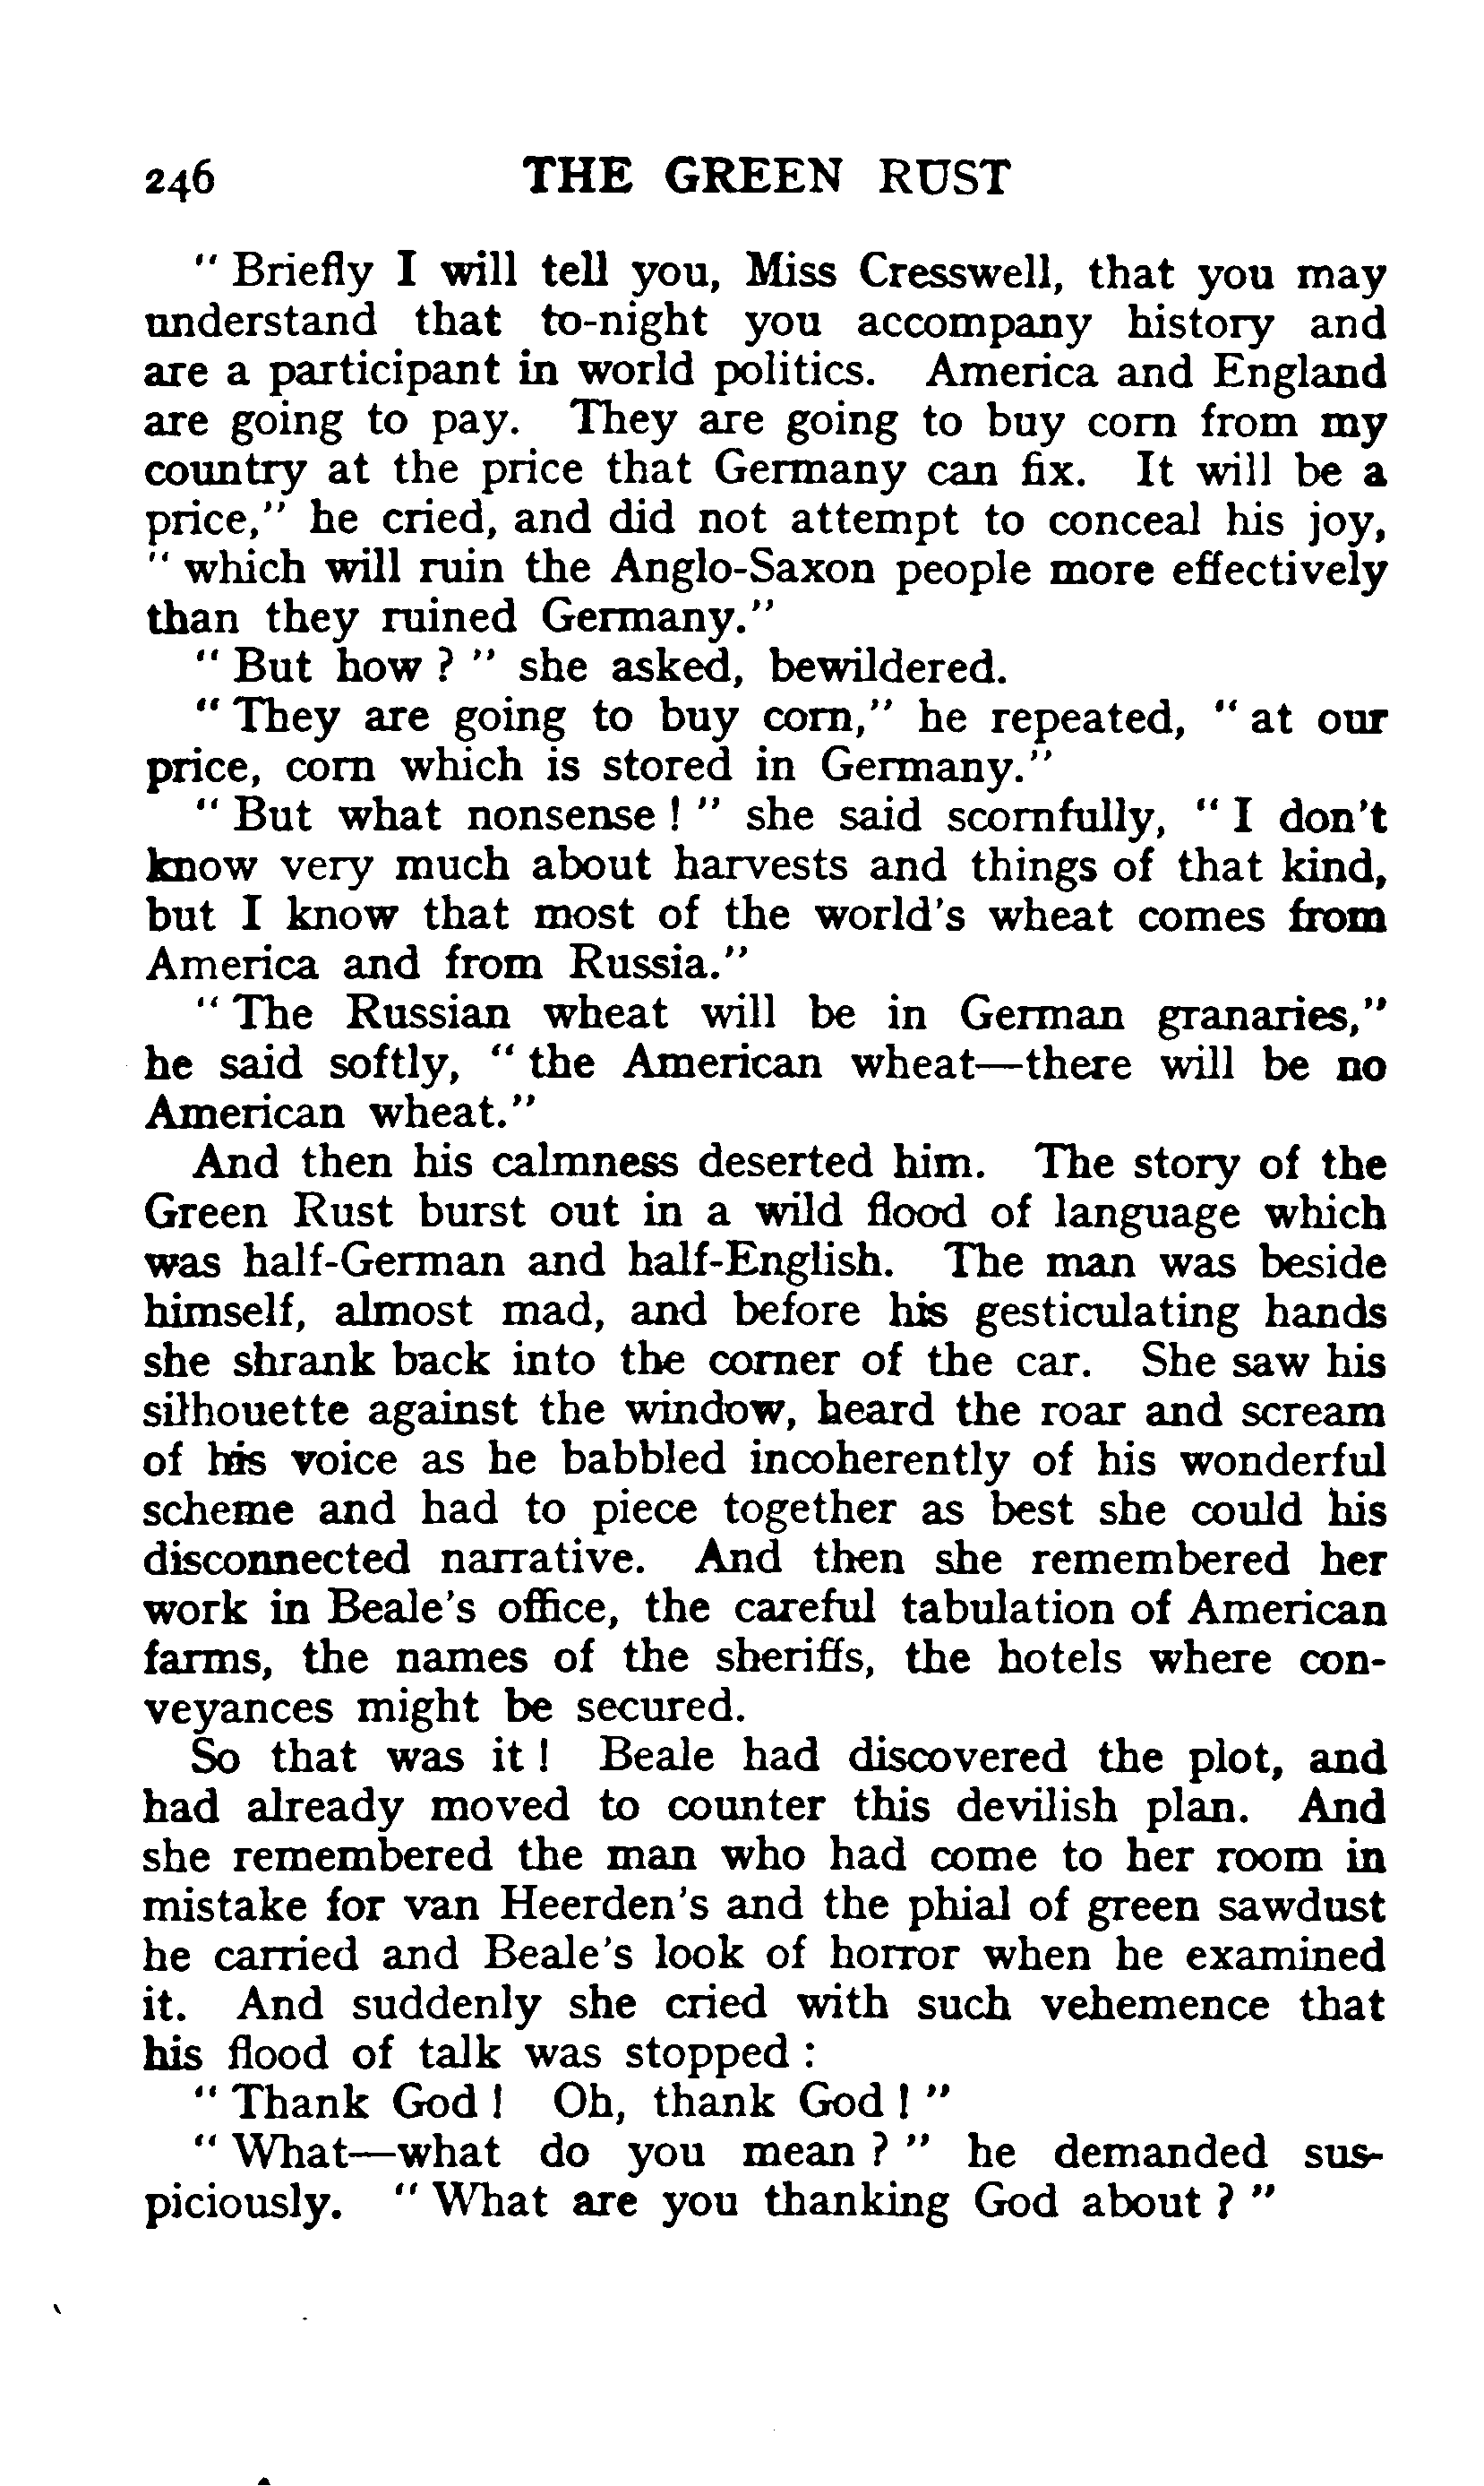 246 THE GREEN RUST
" Briefly I will tell you, Miss Cresswell, that you may
understand that to-night you accompany history and
are a participant in world politics. America and England
are going to pay. They are going to buy corn from my
country at the price that Germany can fix. It will be a
price," he cried, and did not attempt to conceal his joy,
" which will ruin the Anglo-Saxon people more effectively
than they ruined Germany."
" But how ? " she asked, bewildered.
" They are going to buy corn," he repeated, " at our
price, corn which is stored in Germany."
" But what nonsense ! " she said scornfully, " I don't
know very much about harvests and things of that kind,
but I know that most of the world's wheat comes from
America and from Russia."
" The Russian wheat will be in German granaries,"
he said softly, " the American wheat—there will be no
American wheat."
And then his calmness deserted him. The story of the
Green Rust burst out in a wild flood of language which
was half-German and half-English. The man was beside
himself, almost mad, and before his gesticulating hands
she shrank back into the corner of the car. She saw his
silhouette against the window, heard the roar and scream
of his voice as he babbled incoherently of his wonderful
scheme and had to piece together as best she could his
disconnected narrative. And then she remembered her
work in Beale's office, the careful tabulation of American
farms, the names of the sheriffs, the hotels where con-
veyances might be secured.
So that was it ! Beale had discovered the plot, and
had already moved to counter this devilish plan. And
she remembered the man who had come to her room in
mistake for van Heerden's and the phial of green sawdust
he carried and Beale's look of horror when he examined
it. And suddenly she cried with such vehemence that
his flood of talk was stopped :
" Thank God ! Oh, thank God ! "
" What—what do you mean ? " he demanded sus-
piciously. " What are you thanking God about ? "